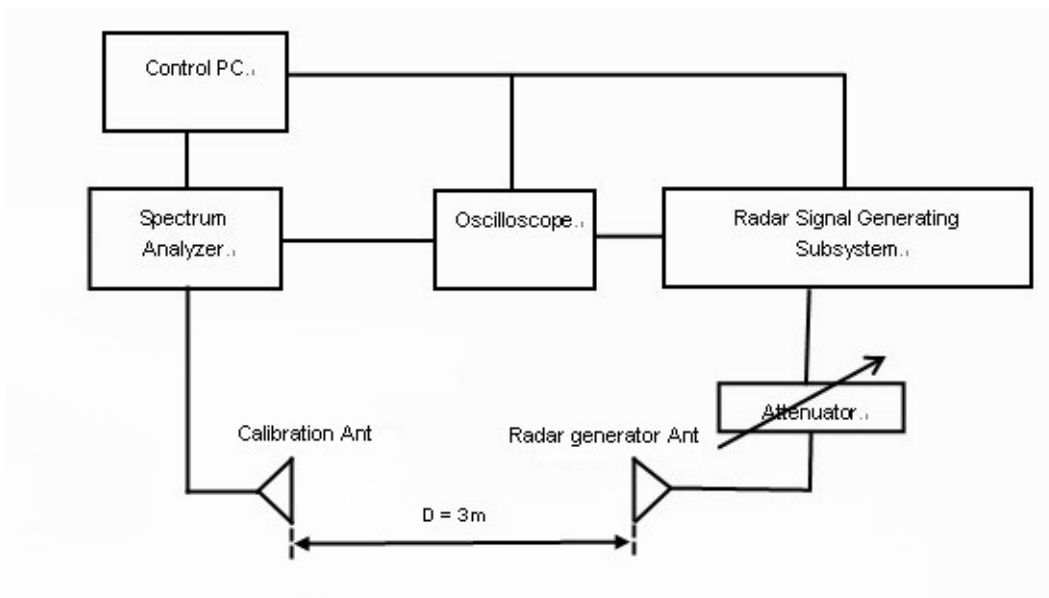 Control PC
Spectrum
Analyzer
Oscilloscope
Radar Signal Generating
Subsystem
Attenuator
Calibration Ant
Radar generator Ant
D = 3m